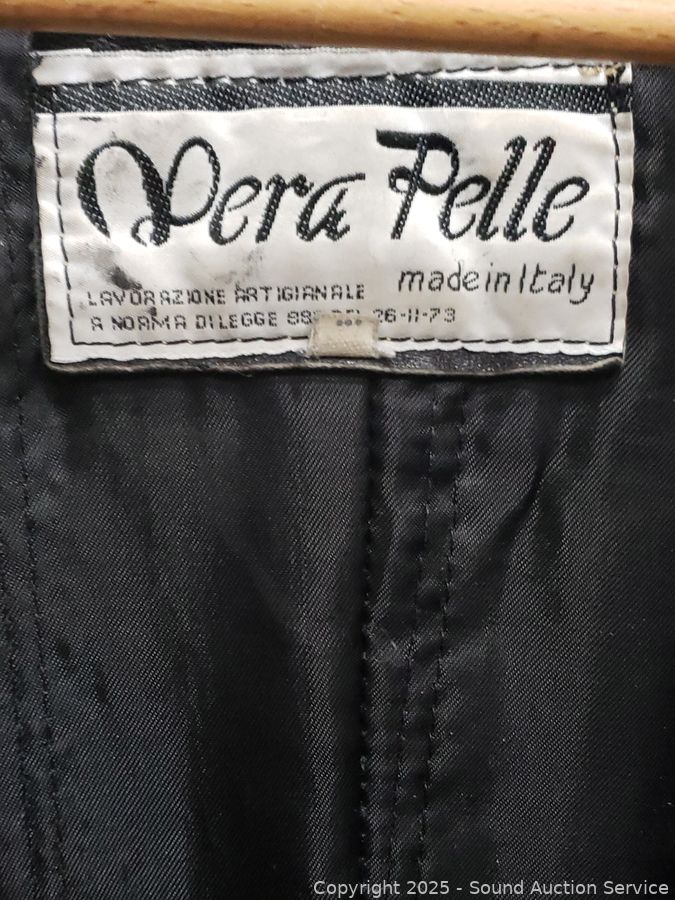 Vera Pelle
made in Italy
LAVORAZIONE ARTIGIANALE
A NORMA DI LEGGE 26-11-73
Copyright 2025 - Sound Auction Service